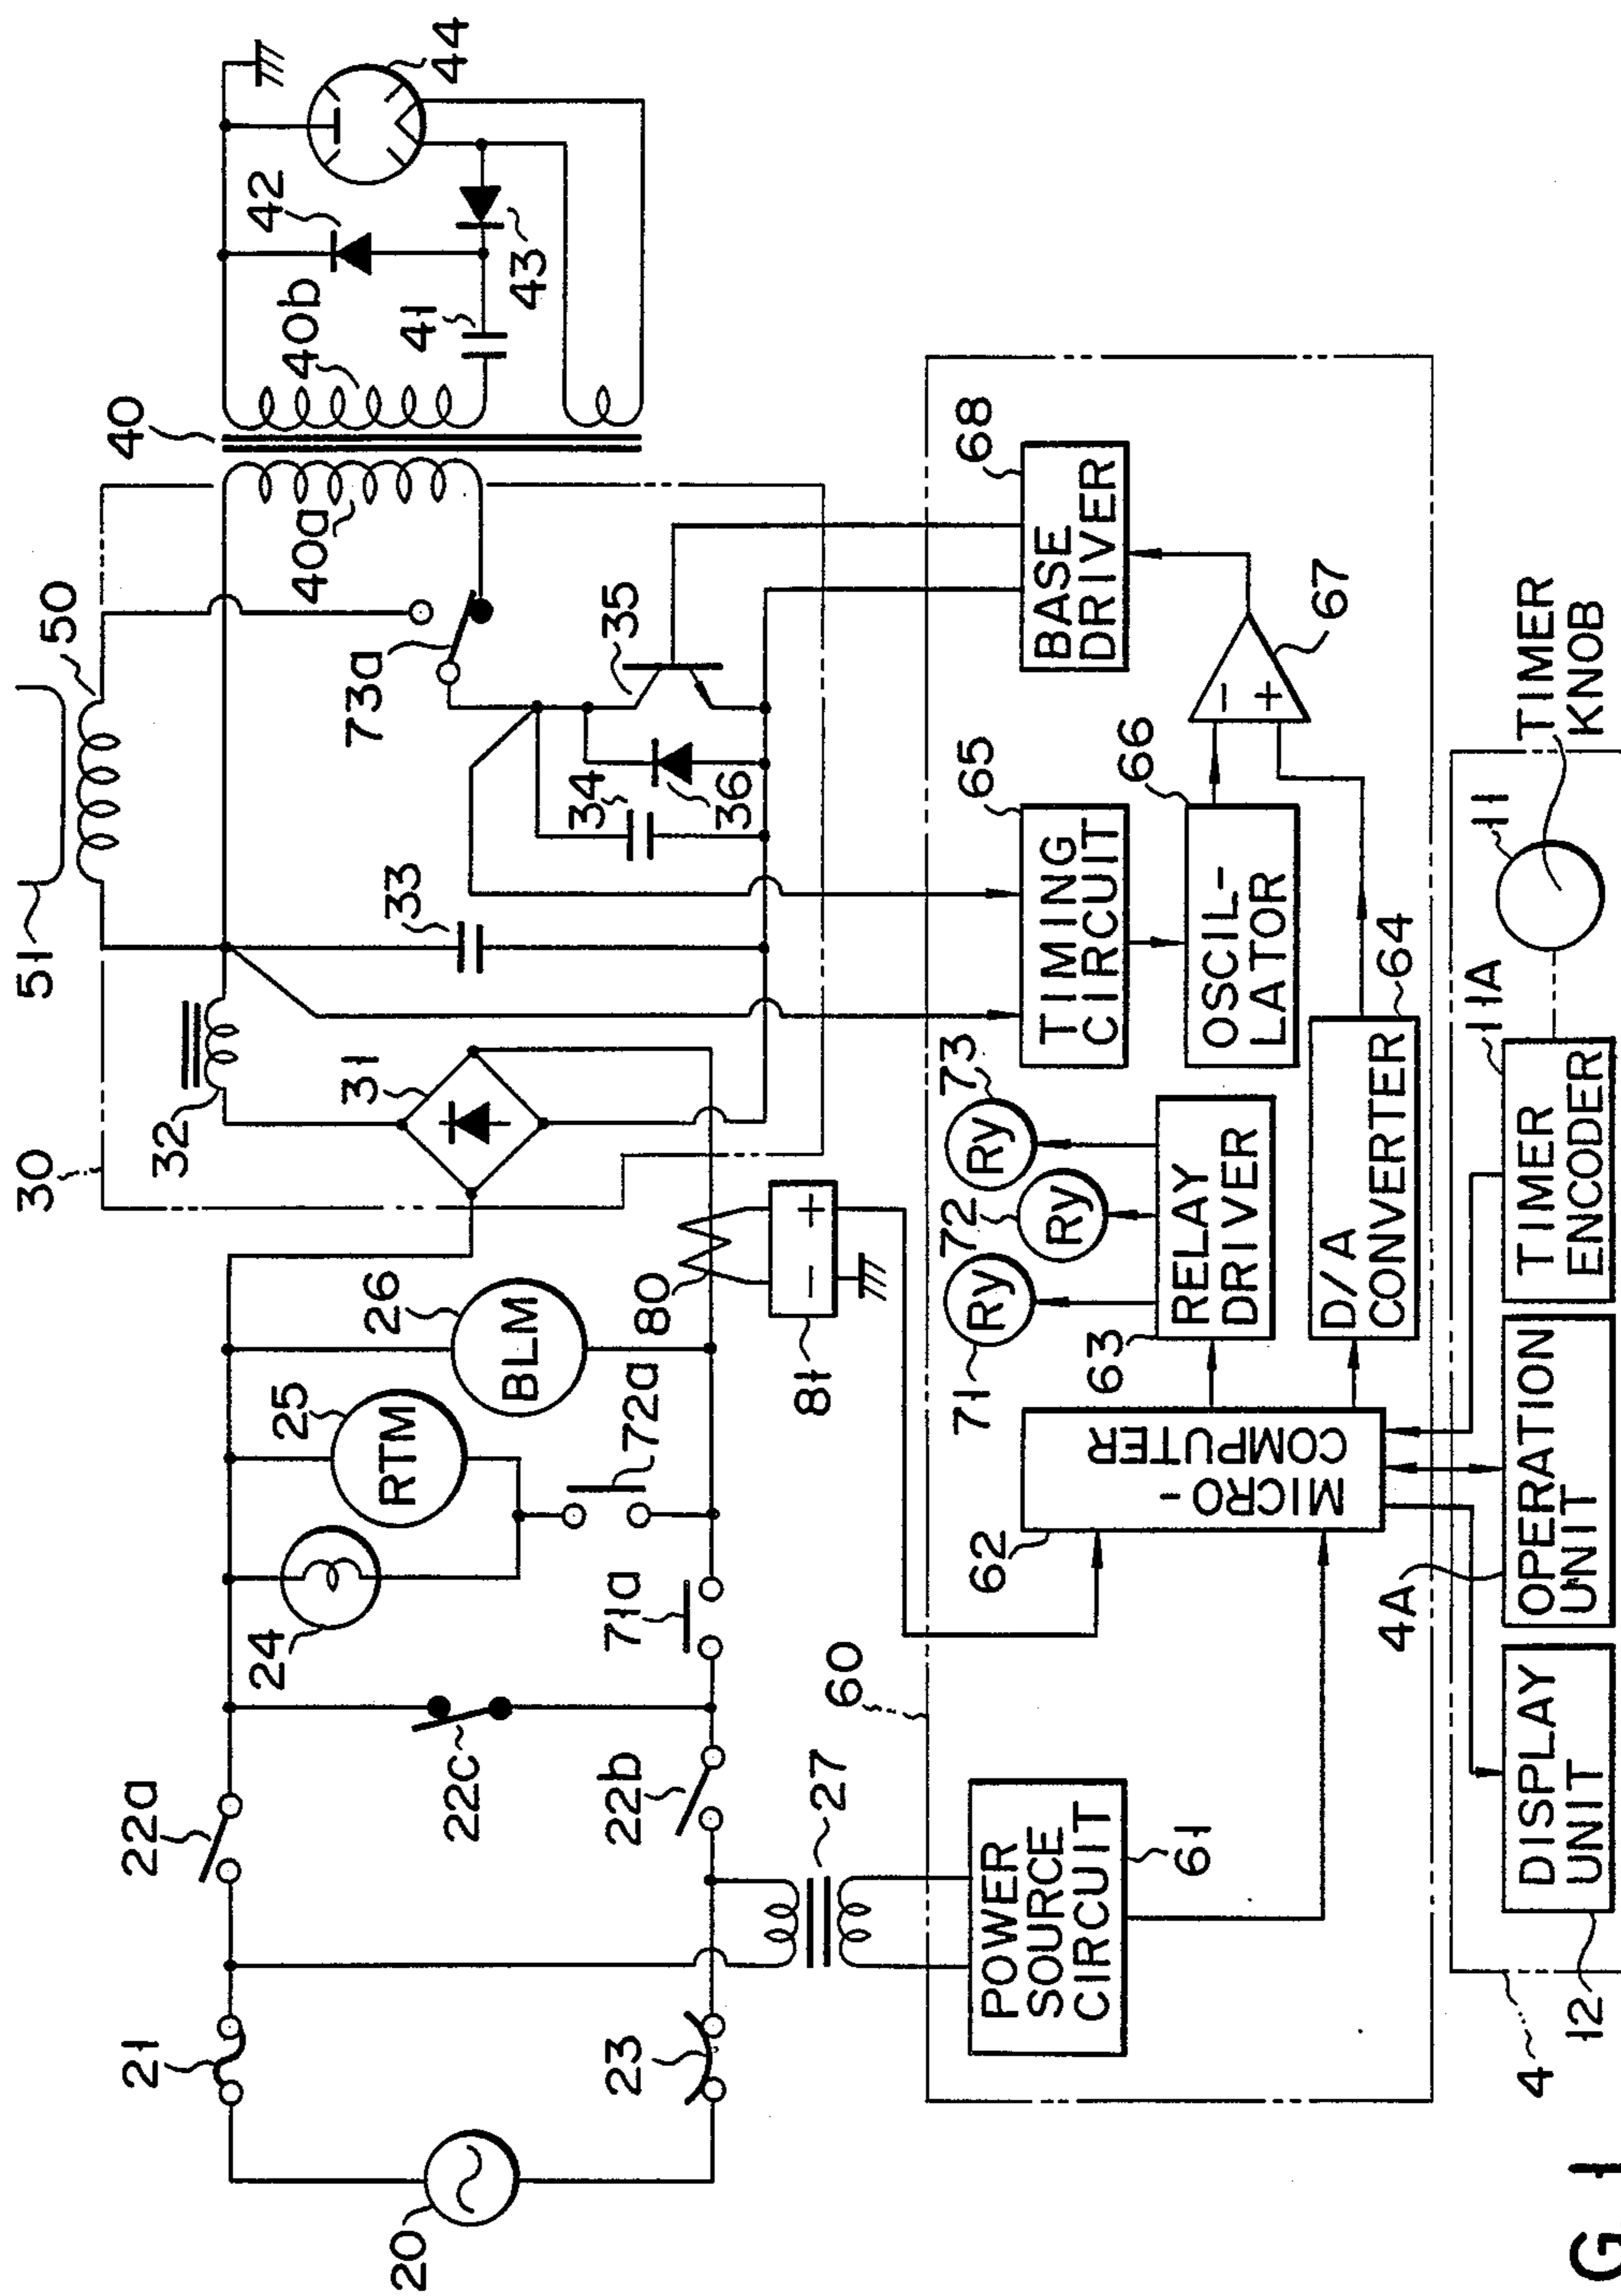 51
50
30
32
31
33
34
36
35
73a
40a
40
40b
41
42
43
44
22a
21
20
23
22c
22b
27
24
25
RTM
26
BLM
71a
72a
80
81
- +
60
POWER
SOURCE
CIRCUIT
61
62
MICRO-
COMPUTER
63
RELAY
DRIVER
71
Ry
72
Ry
73
Ry
D/A
CONVERTER
64
65
TIMING
CIRCUIT
66
OSCIL-
LATOR
67
-
+
68
BASE
DRIVER
4
12
DISPLAY
UNIT
4A
OPERATION
UNIT
11A
TIMER
ENCODER
11
TIMER
KNOB
G. 1